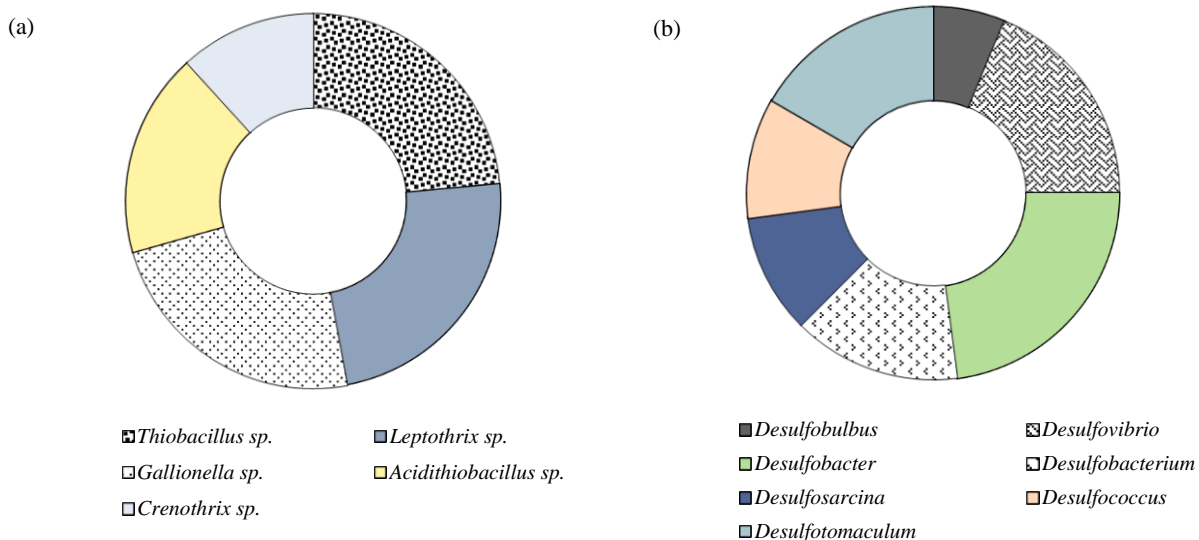 (a)
Thiobacillus sp.
Leptothrix sp.
Gallionella sp.
Acidithiobacillus sp.
Crenothrix sp.
(b)
Desulfobulbus
Desulfovibrio
Desulfobacter
Desulfobacterium
Desulfosarcina
Desulfococcus
Desulfotomaculum